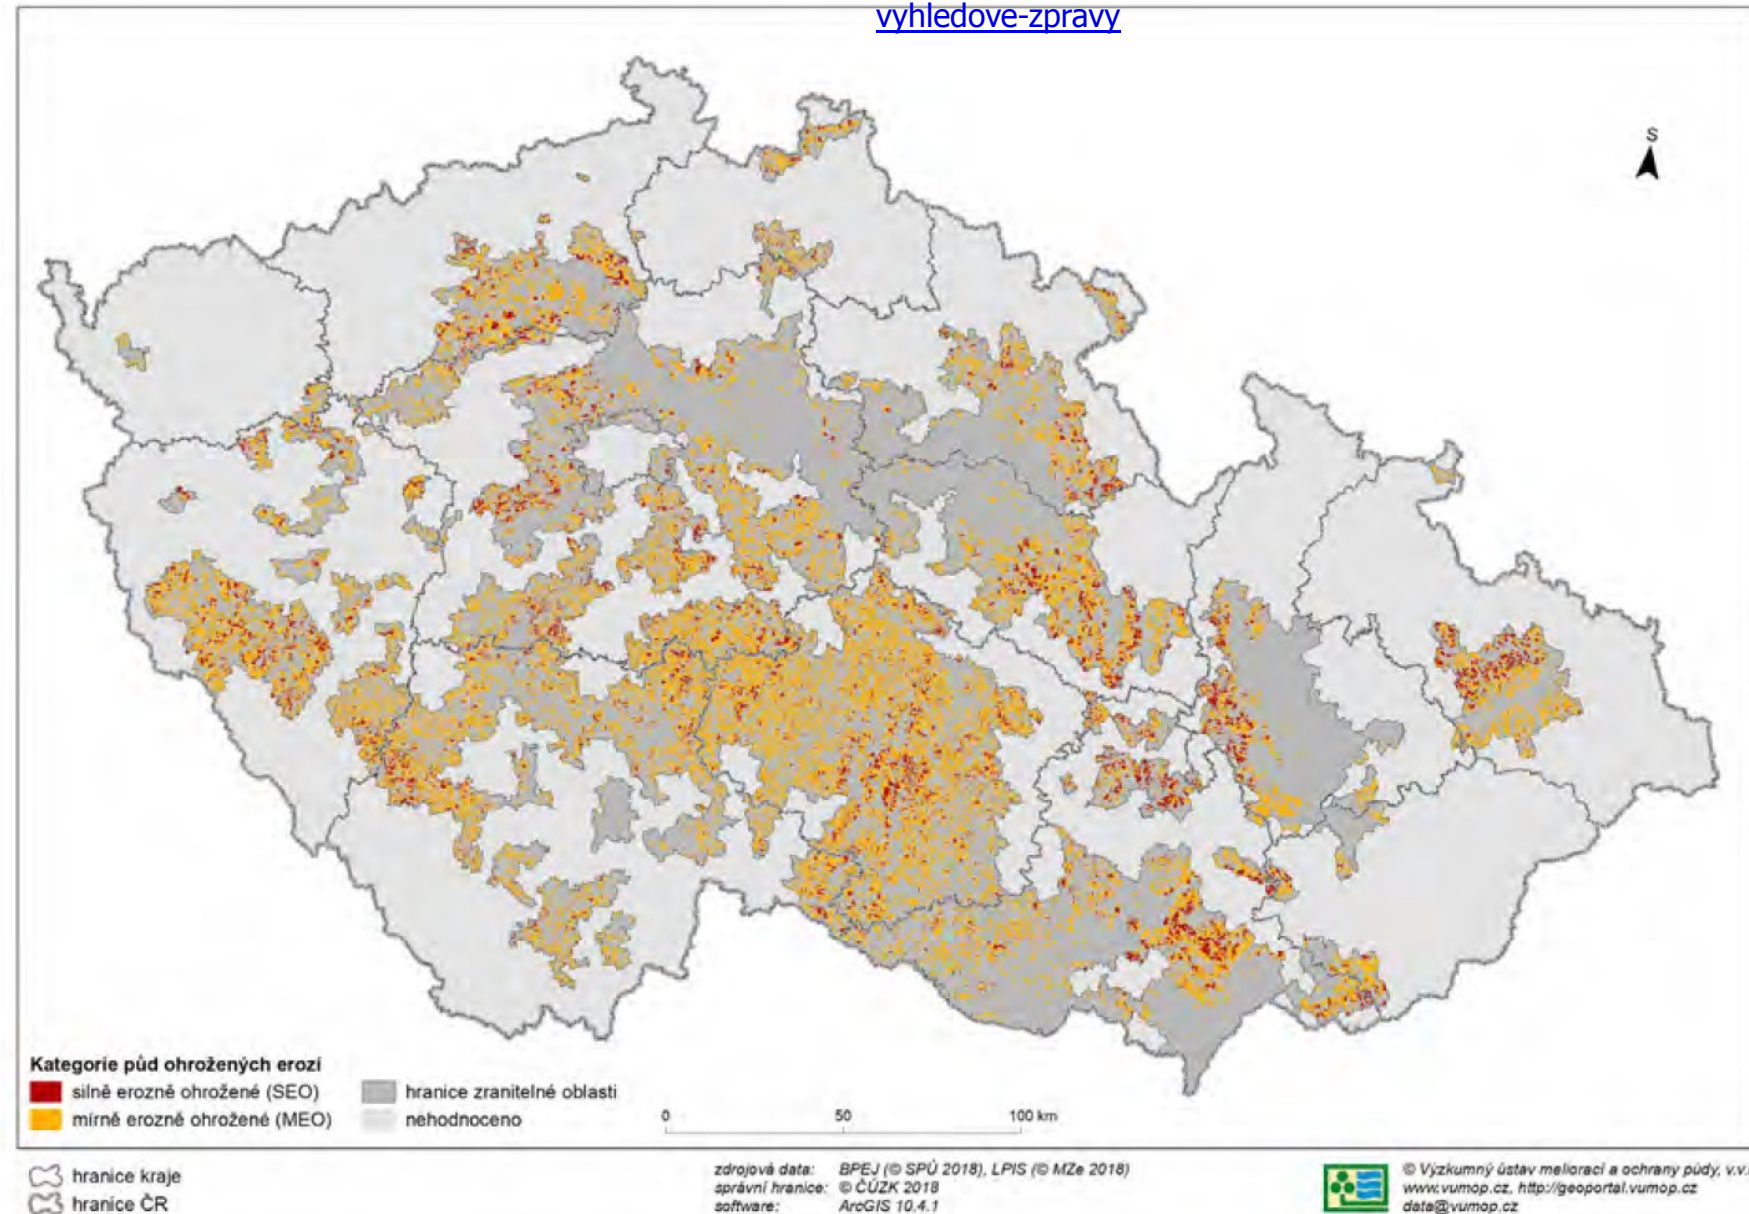 vyhledove-zpravy
S
Kategorie půd ohrožených erozí
silně erozně ohrožené (SEO)
mírně erozně ohrožené (MEO)
hranice zranitelné oblasti
nehodnoceno
0 50 100 km
hranice kraje
hranice ČR
zdrojová data: BPEJ (© SPÚ 2018), LPIS (© MZe 2018)
správní hranice: © ČÚZK 2018
software: ArcGIS 10.4.1
© Výzkumný ústav meliorací a ochrany půdy, v.v.
www.vumop.cz, http://geoportal.vumop.cz
data@vumop.cz